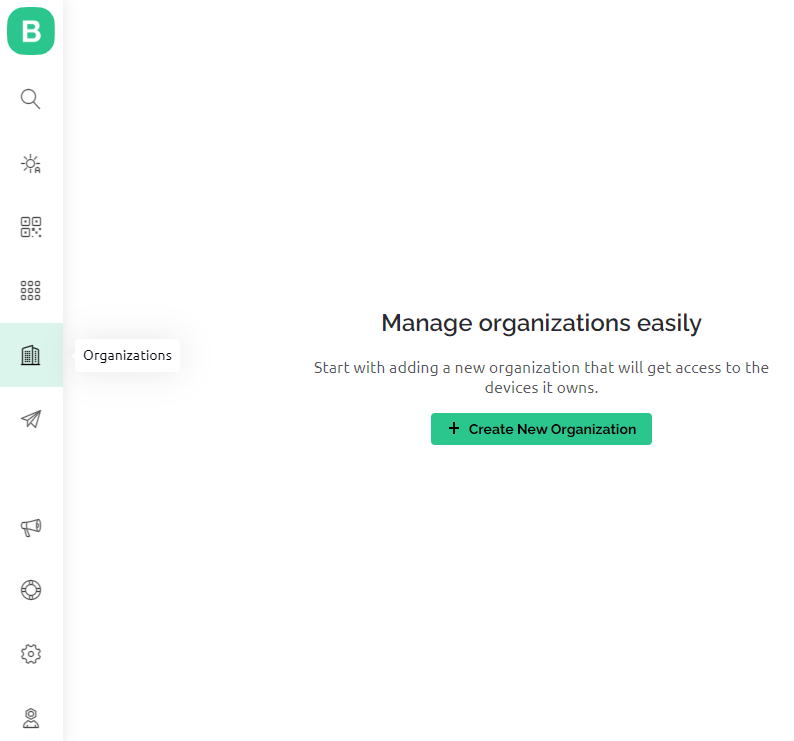 B
Manage organizations easily
Organizations
Start with adding a new organization that will get access to the
devices it owns.
+ Create New Organization